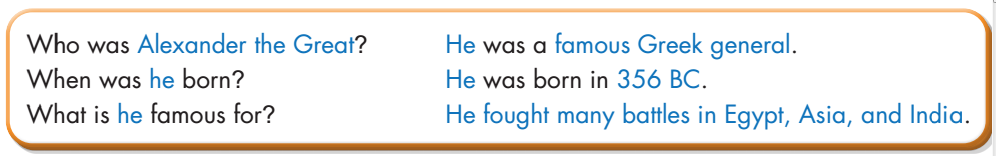 Who was Alexander the Great? He was a famous Greek general.
When was he born? He was born in 356 BC.
What is he famous for? He fought many battles in Egypt, Asia, and India.